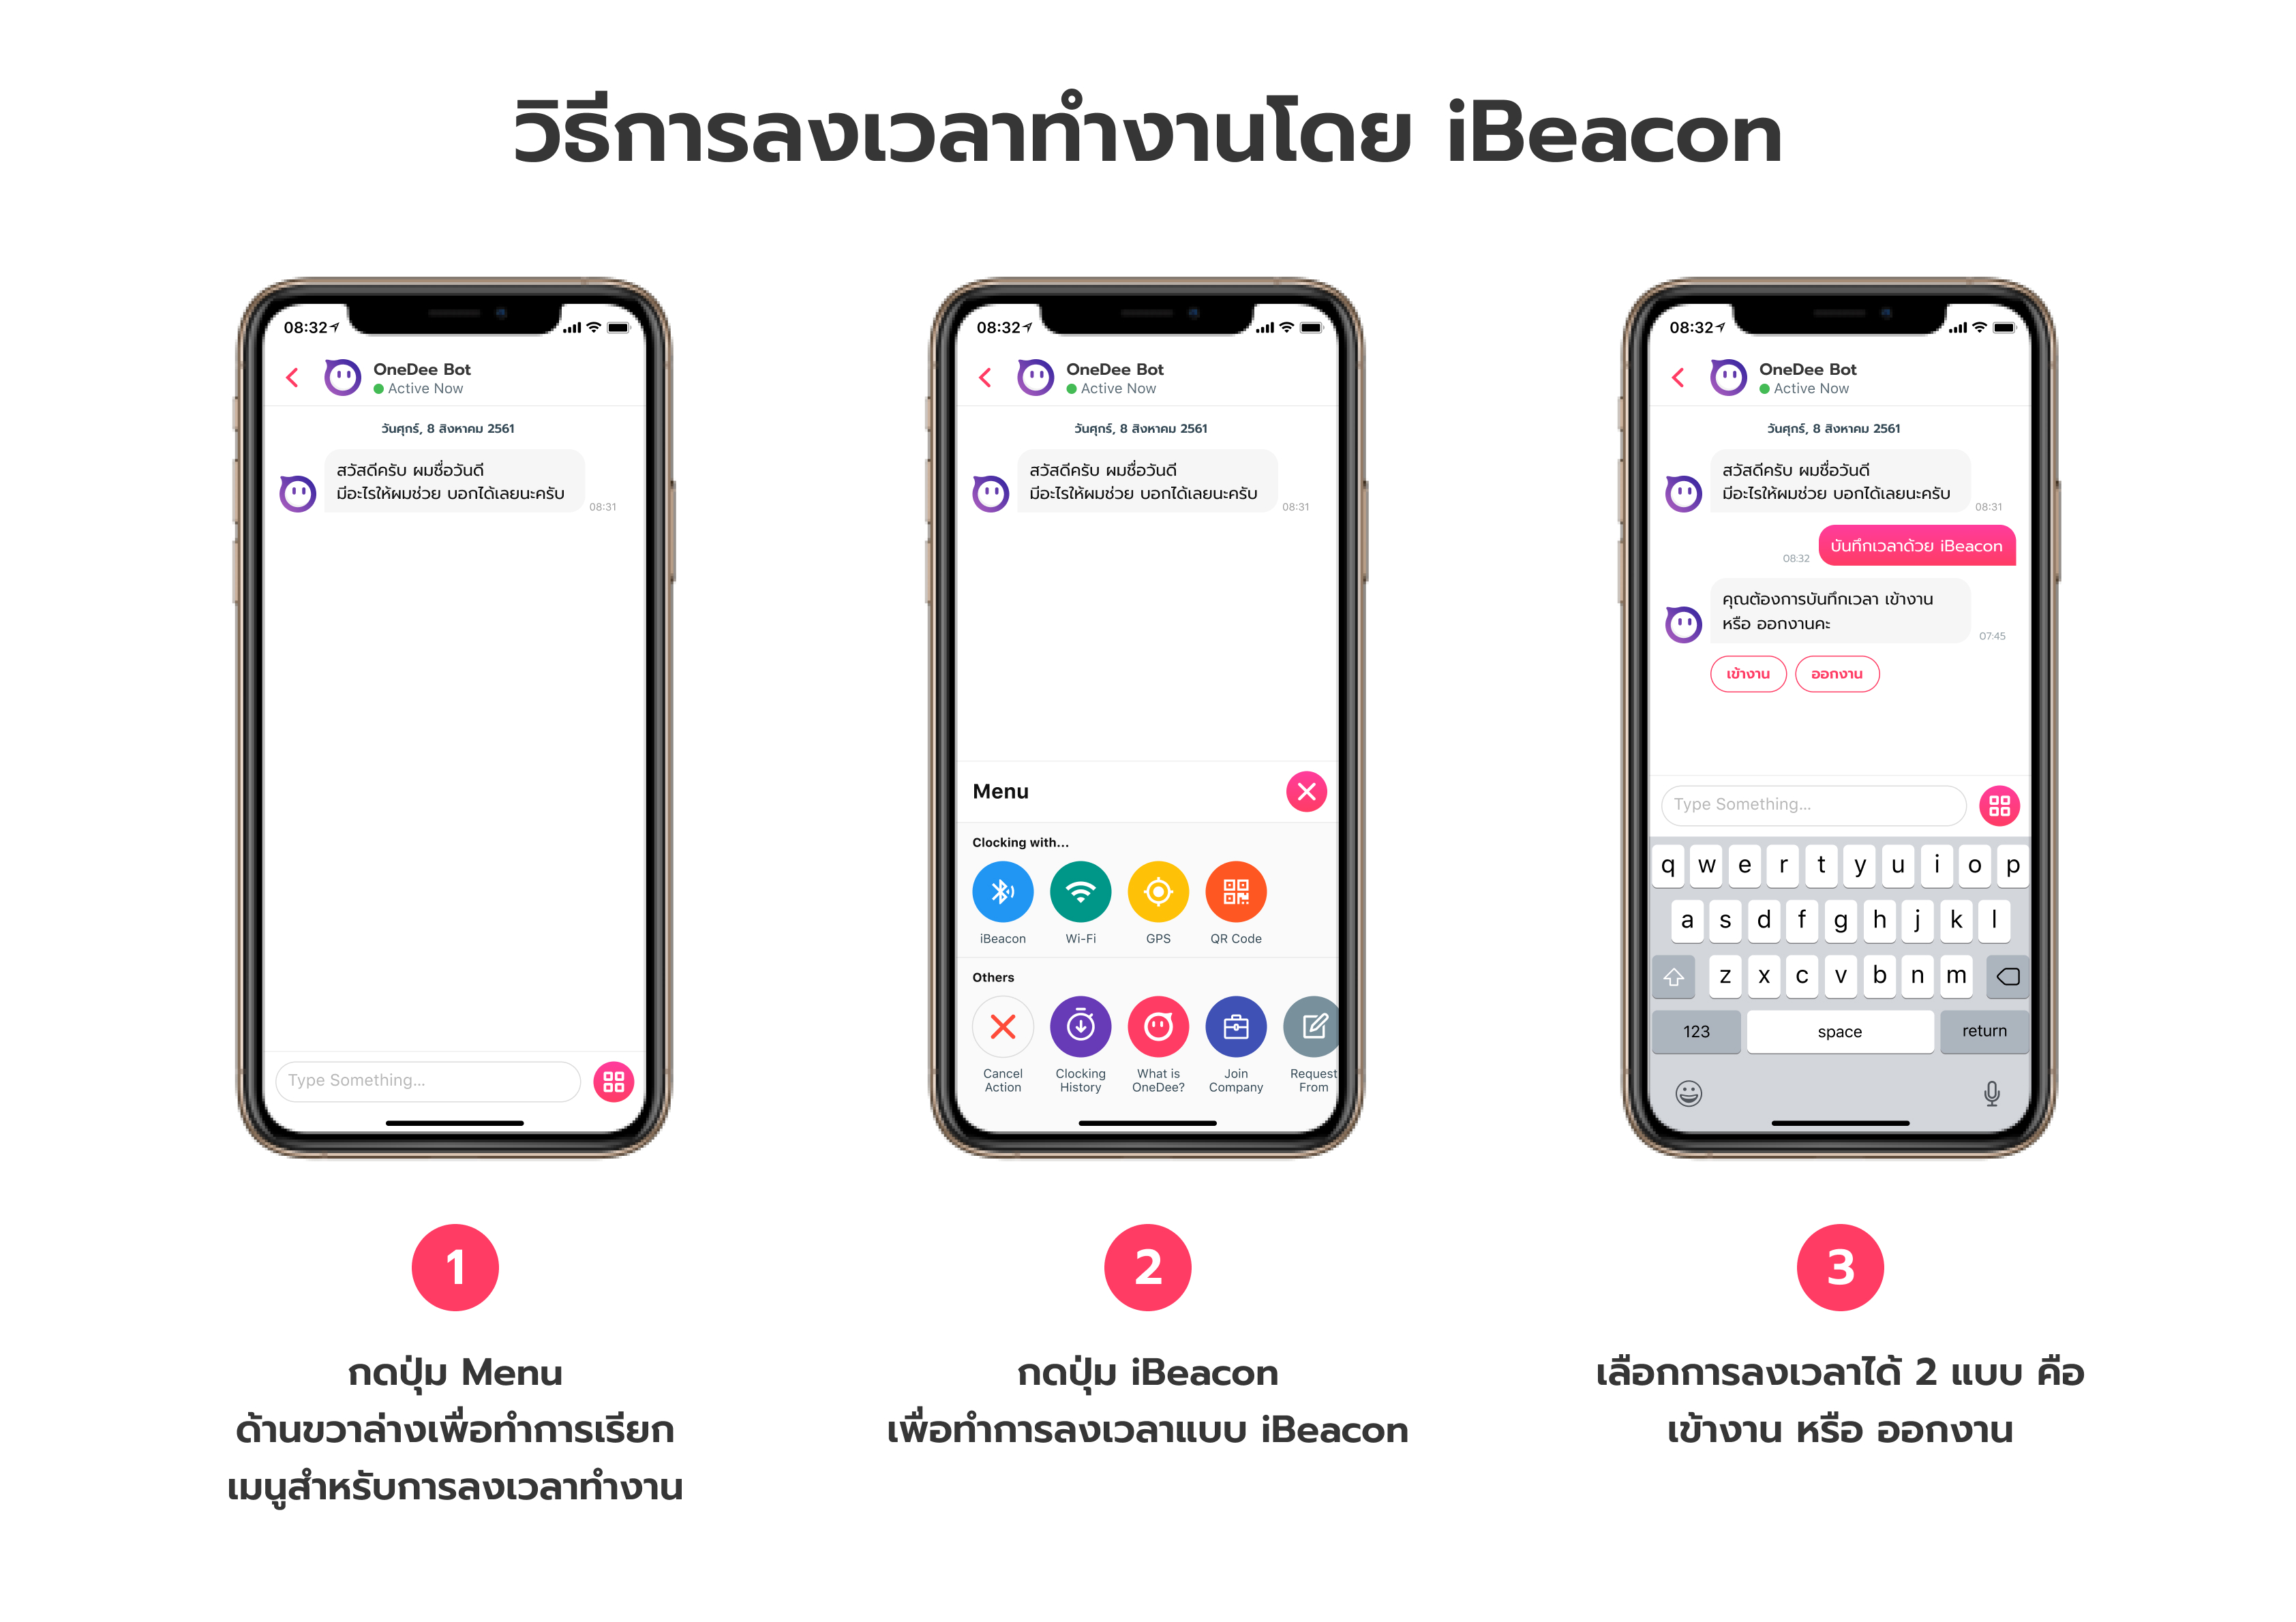 วิธีการลงเวลาทำงานโดย iBeacon
08:32
OneDee Bot
Active Now
วันศุกร์, 8 สิงหาคม 2561
สวัสดีครับ ผมชื่อวันดี
มีอะไรให้ผมช่วย บอกได้เลยนะครับ
08:31
Type Something...
08:32
OneDee Bot
Active Now
วันศุกร์, 8 สิงหาคม 2561
สวัสดีครับ ผมชื่อวันดี
มีอะไรให้ผมช่วย บอกได้เลยนะครับ
08:31
Menu
Clocking with...
iBeacon Wi-Fi GPS QR Code
Others
Cancel Clocking What is Join Request
Action History OneDee? Company From
08:32
OneDee Bot
Active Now
วันศุกร์, 8 สิงหาคม 2561
สวัสดีครับ ผมชื่อวันดี
มีอะไรให้ผมช่วย บอกได้เลยนะครับ
08:31
บันทึกเวลาด้วย iBeacon
08:32
คุณต้องการบันทึกเวลา เข้างาน
หรือ ออกงานคะ
07:45
เข้างาน ออกงาน
Type Something...
q w e r t y u i o p
a s d f g h j k l
z x c v b n m
123 space return
1
กดปุ่ม Menu
ด้านขวาล่างเพื่อทำการเรียก
เมนูสำหรับการลงเวลาทำงาน
2
กดปุ่ม iBeacon
เพื่อทำการลงเวลาแบบ iBeacon
3
เลือกการลงเวลาได้ 2 แบบ คือ
เข้างาน หรือ ออกงาน